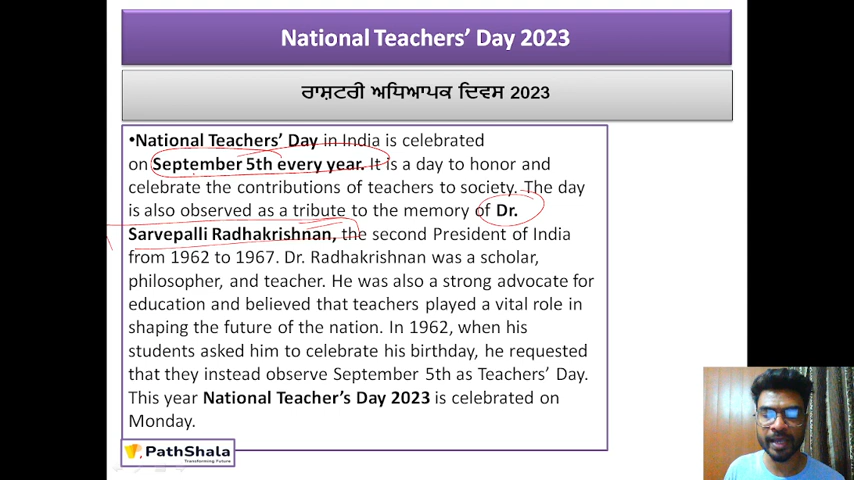 National Teachers' Day 2023
ਰਾਸ਼ਟਰੀ ਅਧਿਆਪਕ ਦਿਵਸ 2023
•National Teachers' Day in India is celebrated
on September 5th every year. It is a day to honor and
celebrate the contributions of teachers to society. The day
is also observed as a tribute to the memory of Dr.
Sarvepalli Radhakrishnan, the second President of India
from 1962 to 1967. Dr. Radhakrishnan was a scholar,
philosopher, and teacher. He was also a strong advocate for
education and believed that teachers played a vital role in
shaping the future of the nation. In 1962, when his
students asked him to celebrate his birthday, he requested
that they instead observe September 5th as Teachers' Day.
This year National Teacher's Day 2023 is celebrated on
Monday.
PathShala
Transforming Future